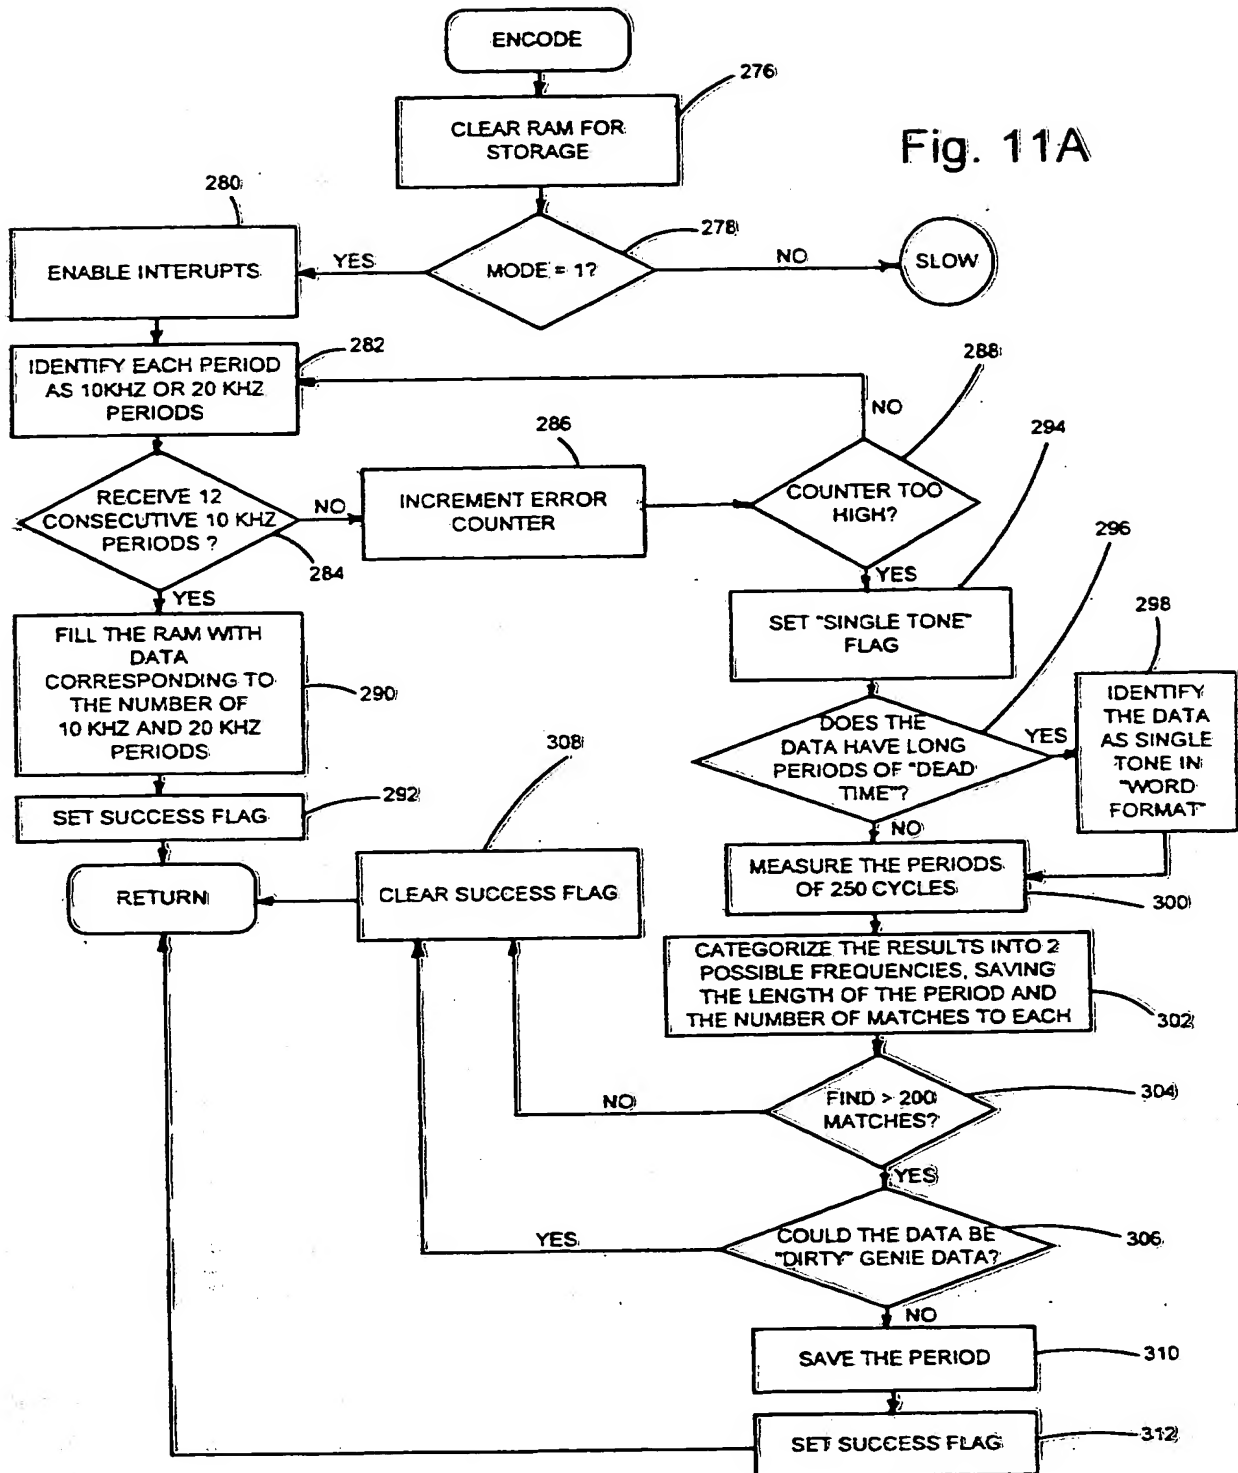 ENCODE
276
CLEAR RAM FOR
STORAGE
Fig. 11A
280
278
ENABLE INTERUPTS
YES
MODE = 1?
NO
SLOW
282
IDENTIFY EACH PERIOD
AS 10KHZ OR 20 KHZ
PERIODS
288
NO
294
286
RECEIVE 12
CONSECUTIVE 10 KHZ
PERIODS ?
NO
INCREMENT ERROR
COUNTER
COUNTER TOO
HIGH?
296
284
YES
YES
298
FILL THE RAM WITH
DATA
CORRESPONDING TO
THE NUMBER OF
10 KHZ AND 20 KHZ
PERIODS
290
SET "SINGLE TONE"
FLAG
IDENTIFY
THE DATA
AS SINGLE
TONE IN
"WORD
FORMAT"
DOES THE
DATA HAVE LONG
PERIODS OF "DEAD
TIME"?
YES
308
292
SET SUCCESS FLAG
NO
RETURN
CLEAR SUCCESS FLAG
MEASURE THE PERIODS
OF 250 CYCLES
300
CATEGORIZE THE RESULTS INTO 2
POSSIBLE FREQUENCIES, SAVING
THE LENGTH OF THE PERIOD AND
THE NUMBER OF MATCHES TO EACH
302
NO
FIND > 200
MATCHES?
304
YES
YES
COULD THE DATA BE
"DIRTY" GENIE DATA?
306
NO
SAVE THE PERIOD
310
SET SUCCESS FLAG
312